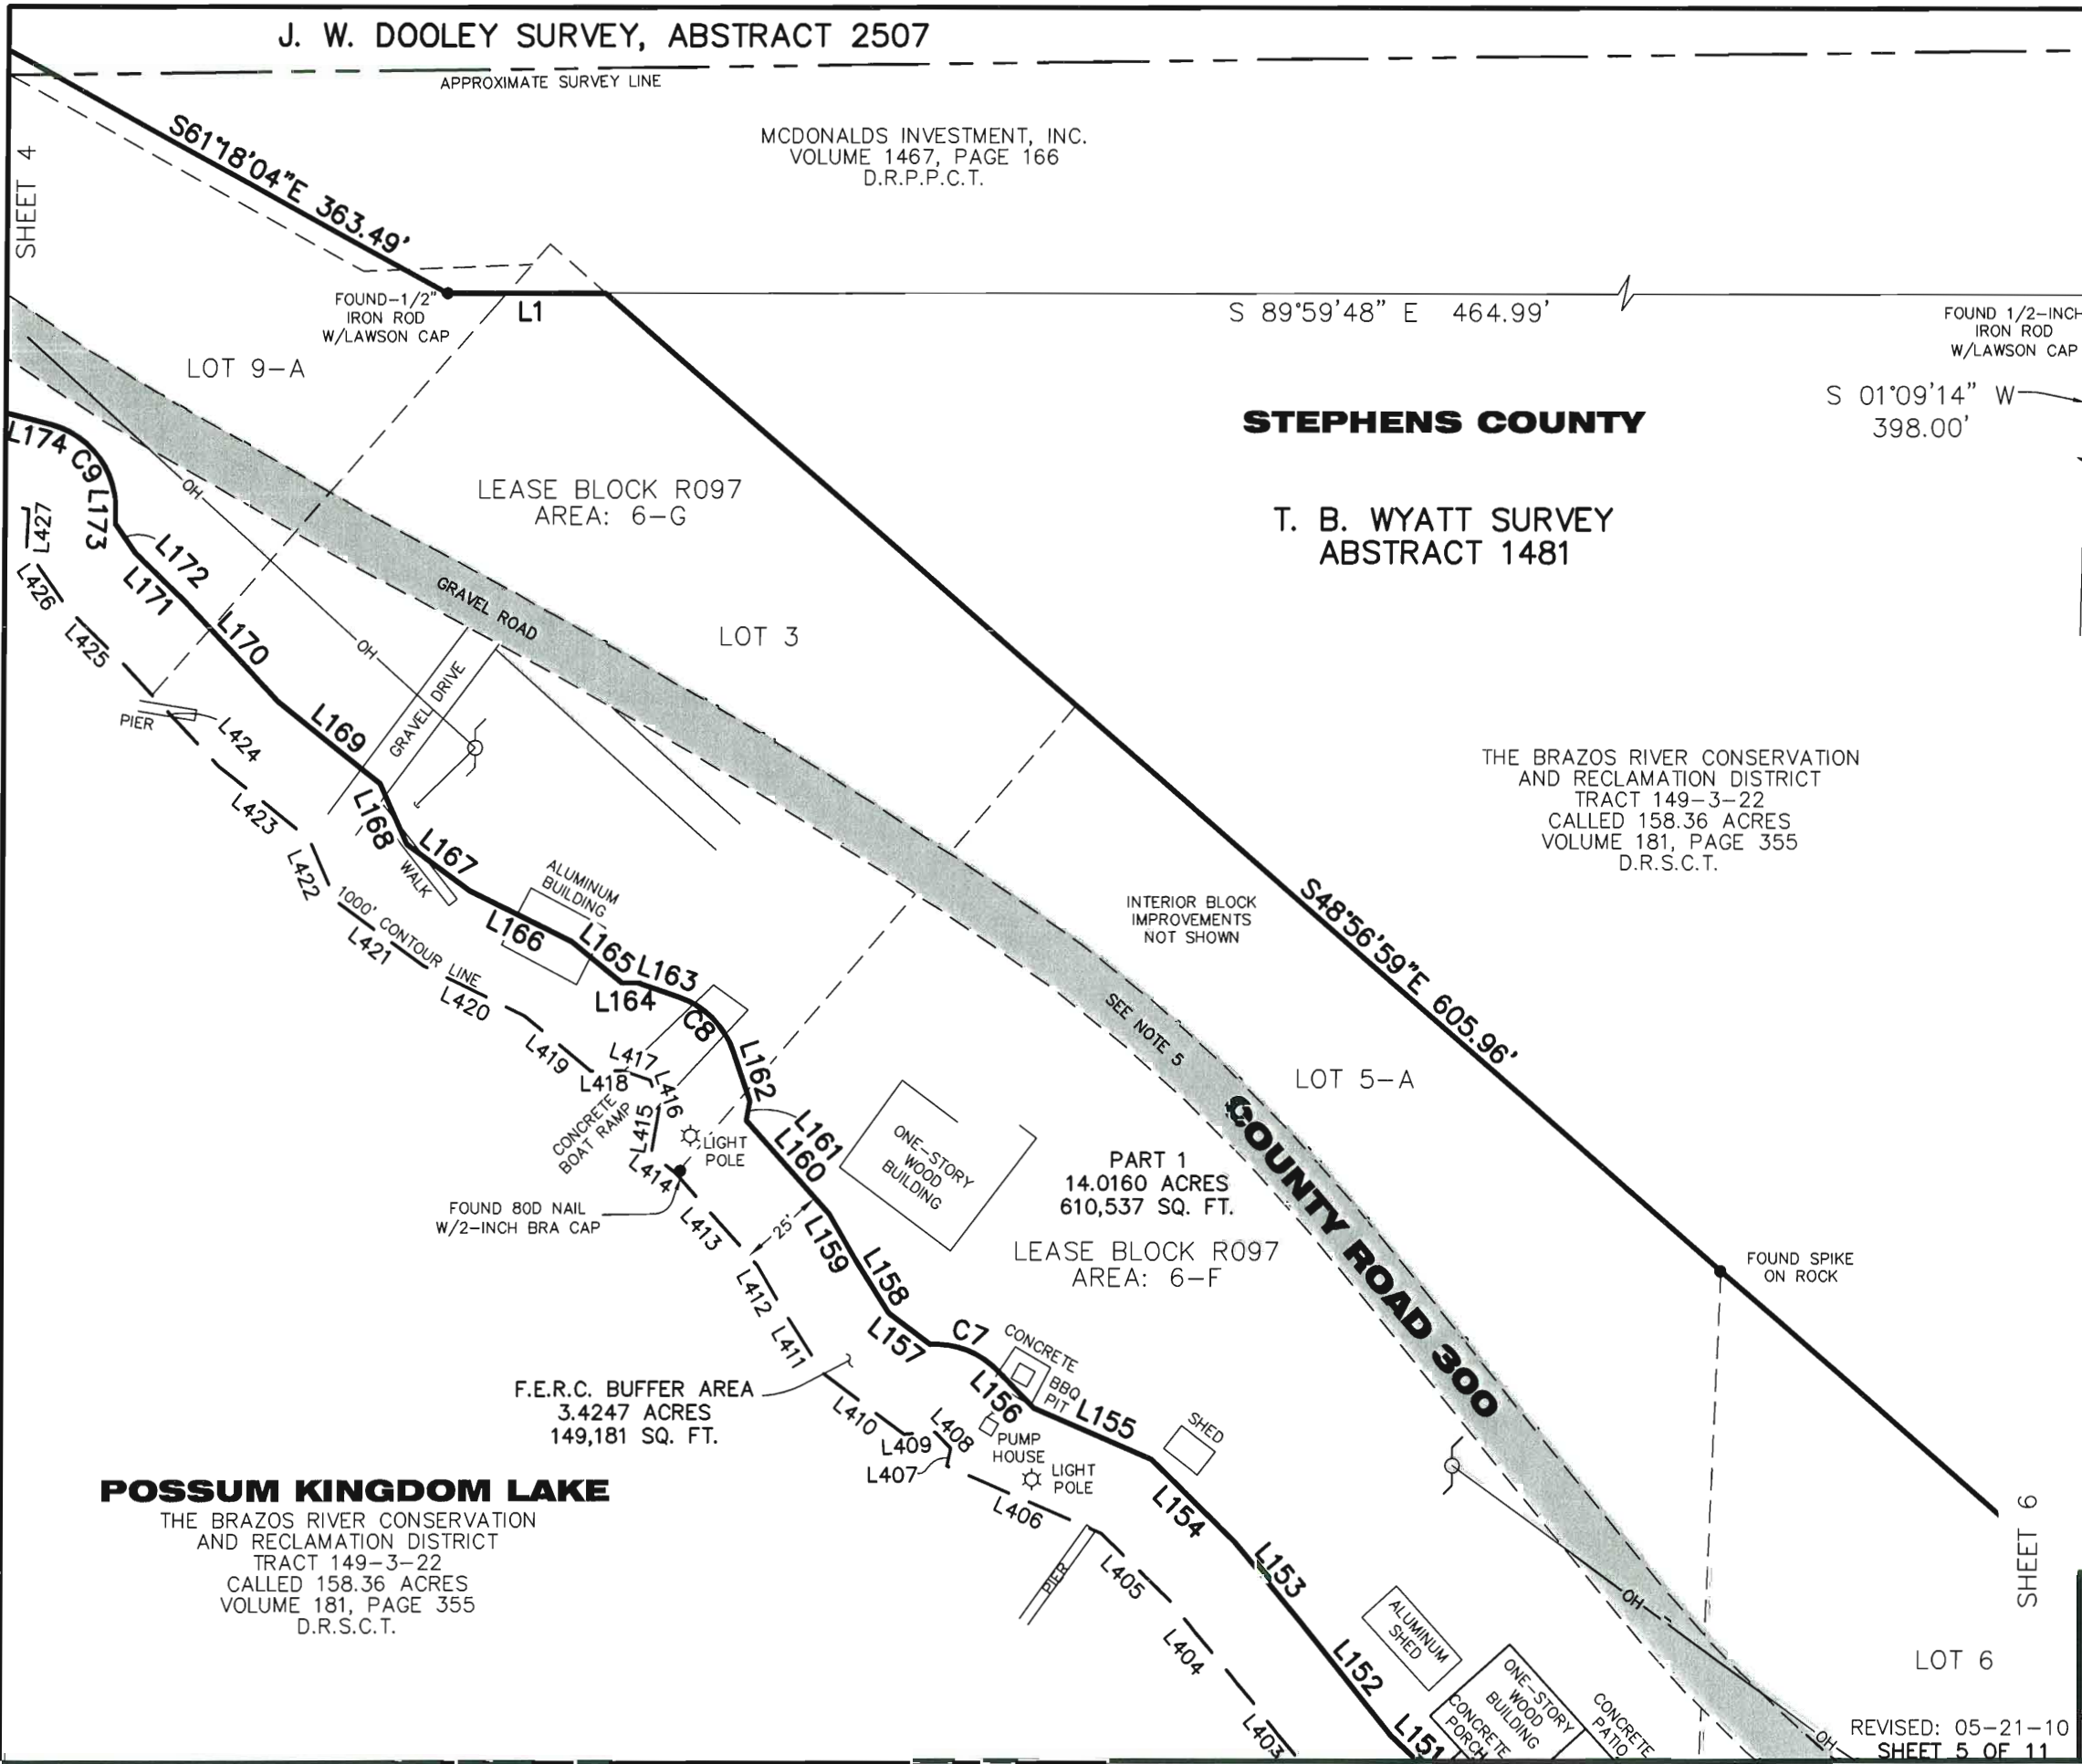 J. W. DOOLEY SURVEY, ABSTRACT 2507
APPROXIMATE SURVEY LINE
MCDONALDS INVESTMENT, INC.
VOLUME 1467, PAGE 166
D.R.P.P.C.T.
SHEET 4
S61°18'04"E 363.49'
FOUND-1/2"
IRON ROD
W/LAWSON CAP
L1
S 89°59'48" E 464.99'
FOUND 1/2-INCH
IRON ROD
W/LAWSON CAP
S 01°09'14" W
398.00'
LOT 9-A
STEPHENS COUNTY
T. B. WYATT SURVEY
ABSTRACT 1481
LEASE BLOCK R097
AREA: 6-G
L174
C9
L173
L172
L171
L170
L169
L168
L167
L166
L165
L164
L163
C8
L162
L161
L160
L159
L158
L157
C7
L156
L155
L154
L153
L152
L151
OH
OH
GRAVEL ROAD
GRAVEL DRIVE
LOT 3
L427
L426
L425
PIER
L424
L423
L422
1000' CONTOUR LINE
L421
L420
L419
L418
L417
L416
L415
L414
L413
L412
L411
L410
L409
L408
L407
L406
L405
L404
L403
WALK
ALUMINUM
BUILDING
THE BRAZOS RIVER CONSERVATION
AND RECLAMATION DISTRICT
TRACT 149-3-22
CALLED 158.36 ACRES
VOLUME 181, PAGE 355
D.R.S.C.T.
INTERIOR BLOCK
IMPROVEMENTS
NOT SHOWN
S48°56'59"E 605.96'
SEE NOTE 5
LOT 5-A
COUNTY ROAD 300
CONCRETE
BOAT RAMP
LIGHT
POLE
FOUND 80D NAIL
W/2-INCH BRA CAP
25'
ONE-STORY
WOOD
BUILDING
PART 1
14.0160 ACRES
610,537 SQ. FT.
LEASE BLOCK R097
AREA: 6-F
FOUND SPIKE
ON ROCK
F.E.R.C. BUFFER AREA
3.4247 ACRES
149,181 SQ. FT.
CONCRETE
BBQ
PIT
PUMP
HOUSE
LIGHT
POLE
SHED
PIER
POSSUM KINGDOM LAKE
THE BRAZOS RIVER CONSERVATION
AND RECLAMATION DISTRICT
TRACT 149-3-22
CALLED 158.36 ACRES
VOLUME 181, PAGE 355
D.R.S.C.T.
ALUMINUM
SHED
ONE-STORY
WOOD
BUILDING
CONCRETE
PORCH
CONCRETE
PATIO
OH
OH
SHEET 6
LOT 6
REVISED: 05-21-10
SHEET 5 OF 11